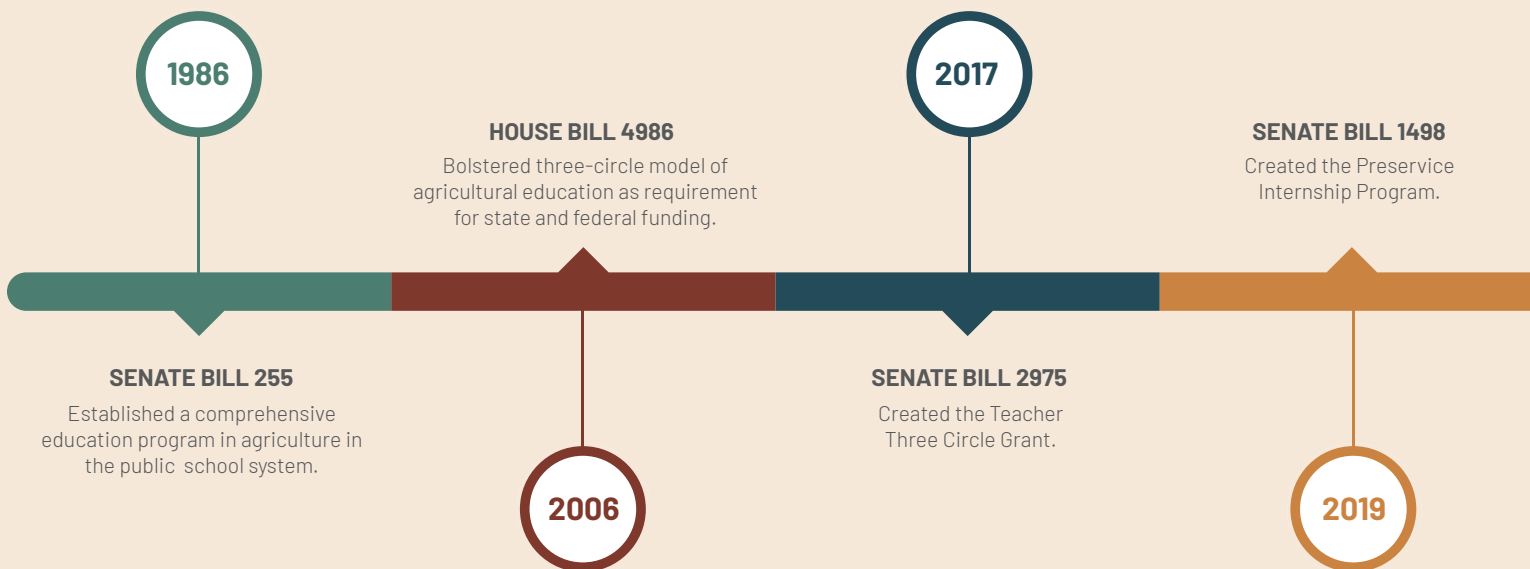 1986
SENATE BILL 255
Established a comprehensive
education program in agriculture in
the public  school system.
HOUSE BILL 4986
Bolstered three-circle model of
agricultural education as requirement
for state and federal funding.
2006
2017
SENATE BILL 2975
Created the Teacher
Three Circle Grant.
SENATE BILL 1498
Created the Preservice
Internship Program.
2019